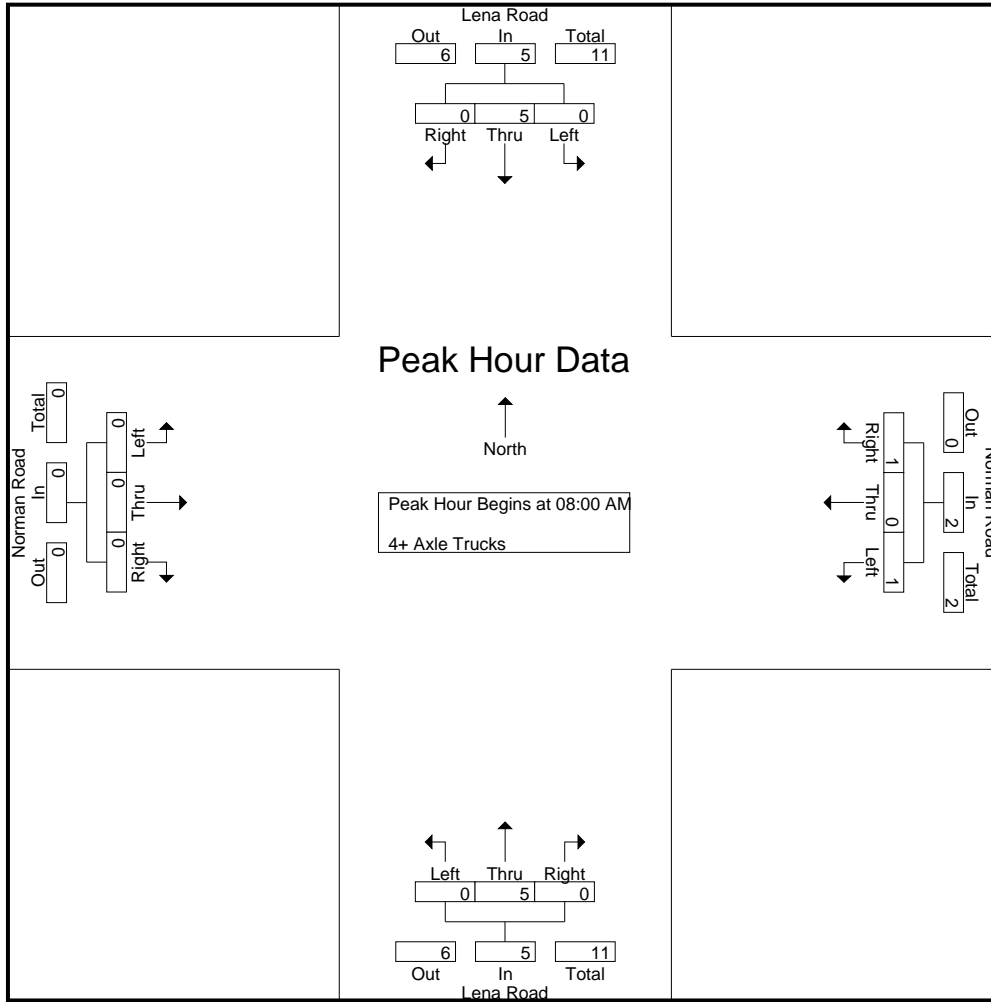 Lena Road
Out In Total
6 5 11
0 5 0
Right Thru Left
Peak Hour Data
North
Peak Hour Begins at 08:00 AM
4+ Axle Trucks
Norman Road
Total In Out
0 0 0
0 0 0
Left Thru Right
Right Thru Left
1 0 1
0 2 2
Out In Total
Norman Road
Left Thru Right
0 5 0
6 5 11
Out In Total
Lena Road